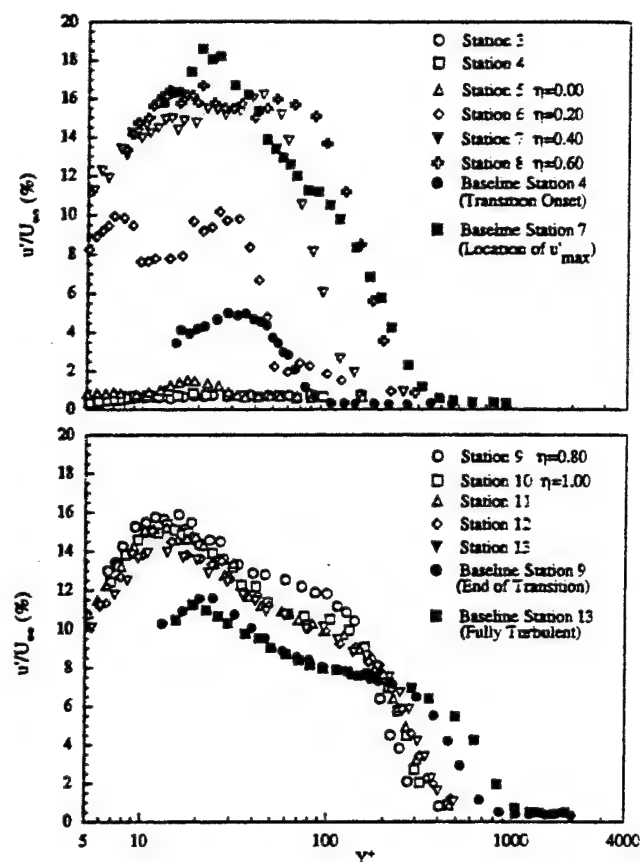 20
18
16
14
12
10
8
6
4
2
0
u'/U∞ (%)
Station 3
Station 4
Station 5 η=0.00
Station 6 η=0.20
Station 7 η=0.40
Station 8 η=0.60
Baseline Station 4
(Transition Onset)
Baseline Station 7
(Location of u'max)
20
18
16
14
12
10
8
6
4
2
0
u'/U∞ (%)
Station 9 η=0.80
Station 10 η=1.00
Station 11
Station 12
Station 13
Baseline Station 9
(End of Transition)
Baseline Station 13
(Fully Turbulent)
5 10 100 1000 4000
Y+